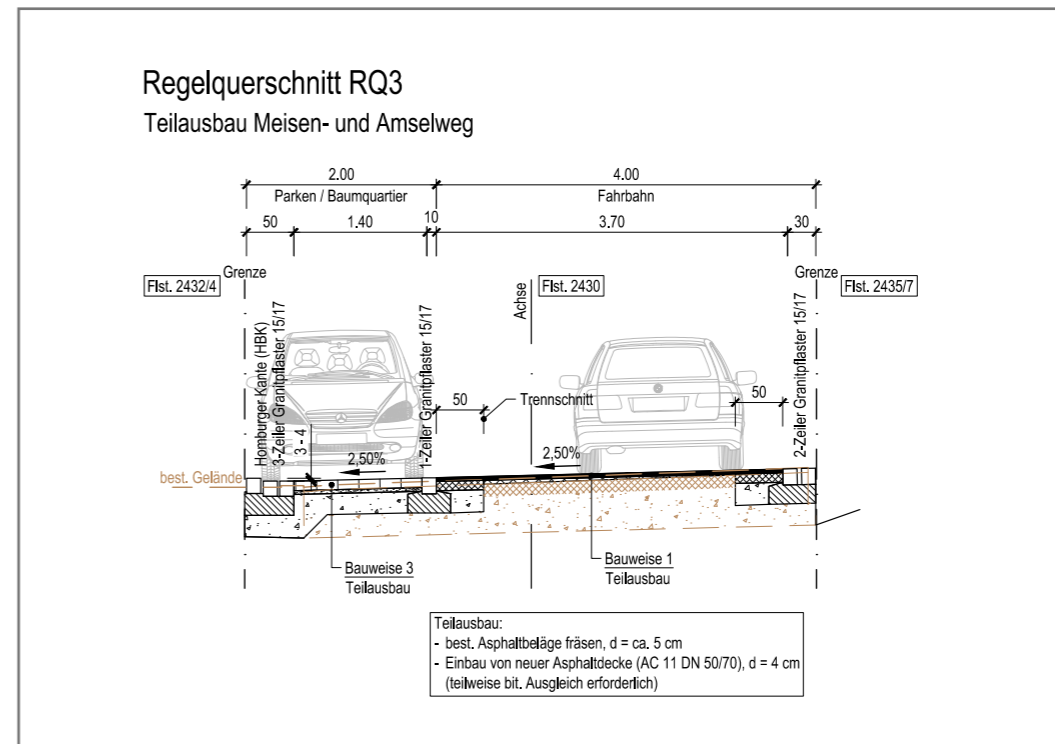 Regelquerschnitt RQ3
Teilausbau Meisen- und Amselweg
2.00
4.00
Parken / Baumquartier
Fahrbahn
50
1.40
10
3.70
30
Grenze
Grenze
Flst. 2432/4
Flst. 2430
Flst. 2435/7
Achse
Homburger Kante (HBK)
3-Zeiler Granitpflaster 15/17
3 - 4
1-Zeiler Granitpflaster 15/17
2-Zeiler Granitpflaster 15/17
50
Trennschnitt
50
2,50%
2,50%
best. Gelände
Bauweise 3
Teilausbau
Bauweise 1
Teilausbau
Teilausbau:
- best. Asphaltbeläge fräsen, d = ca. 5 cm
- Einbau von neuer Asphaltdecke (AC 11 DN 50/70), d = 4 cm
(teilweise bit. Ausgleich erforderlich)